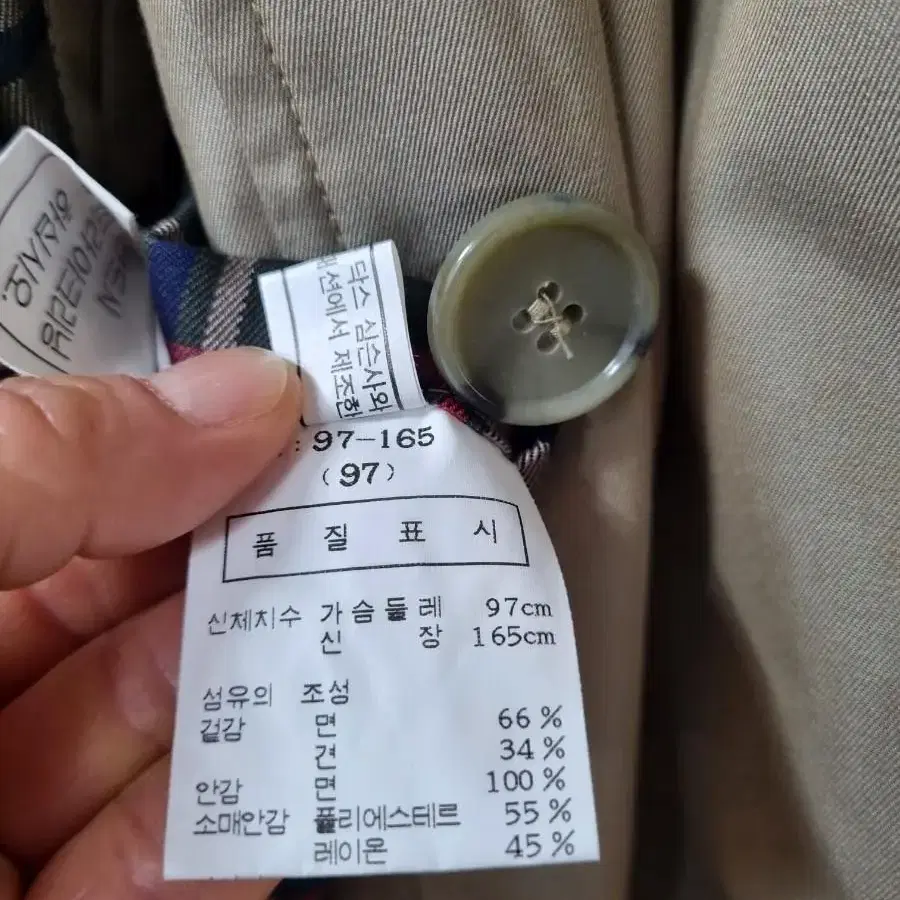 닥스 심슨사와
션에서 제조한
: 97-165
(97)
품 질 표 시
신체치수 가슴둘레 97cm
신 장 165cm
섬유의 조성
겉감 면 66%
견 34%
안감 면 100%
소매안감 폴리에스테르 55%
레이온 45%